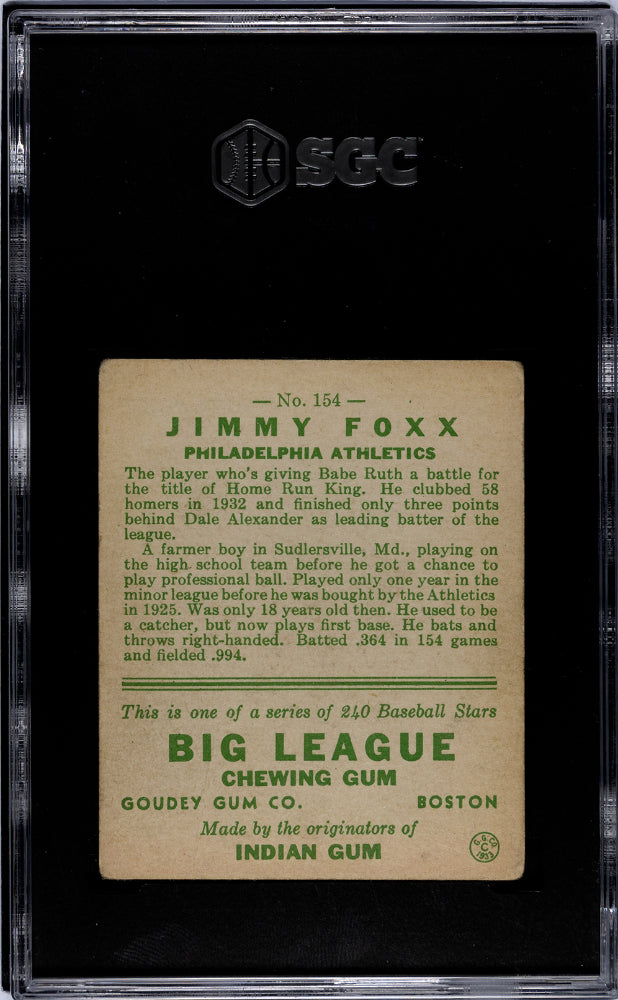 SGC
— No. 154 —
JIMMY FOXX
PHILADELPHIA ATHLETICS
The player who's giving Babe Ruth a battle for
the title of Home Run King. He clubbed 58
homers in 1932 and finished only three points
behind Dale Alexander as leading batter of the
league.
A farmer boy in Sudlersville, Md., playing on
the high school team before he got a chance to
play professional ball. Played only one year in the
minor league before he was bought by the Athletics
in 1925. Was only 18 years old then. He used to be
a catcher, but now plays first base. He bats and
throws right-handed. Batted .364 in 154 games
and fielded .994.
This is one of a series of 240 Baseball Stars
BIG LEAGUE
CHEWING GUM
GOUDEY GUM CO. BOSTON
Made by the originators of
INDIAN GUM
G. G. CO.
C
1933